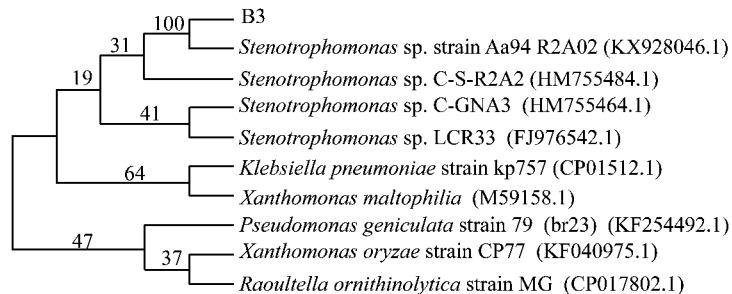 B3
100
Stenotrophomonas sp. strain Aa94 R2A02 (KX928046.1)
31
Stenotrophomonas sp. C-S-R2A2 (HM755484.1)
19
Stenotrophomonas sp. C-GNA3 (HM755464.1)
41
Stenotrophomonas sp. LCR33 (FJ976542.1)
Klebsiella pneumoniae strain kp757 (CP01512.1)
64
Xanthomonas maltophilia (M59158.1)
Pseudomonas geniculata strain 79 (br23) (KF254492.1)
47
Xanthomonas oryzae strain CP77 (KF040975.1)
37
Raoultella ornithinolytica strain MG (CP017802.1)